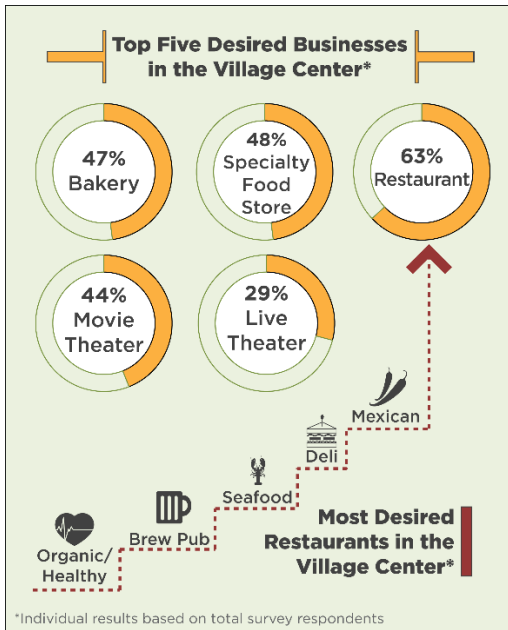 Top Five Desired Businesses
in the Village Center*
47%
Bakery
48%
Specialty
Food
Store
63%
Restaurant
44%
Movie
Theater
29%
Live
Theater
Mexican
Deli
Seafood
Brew Pub
Organic/
Healthy
Most Desired
Restaurants in the
Village Center*
*Individual results based on total survey respondents